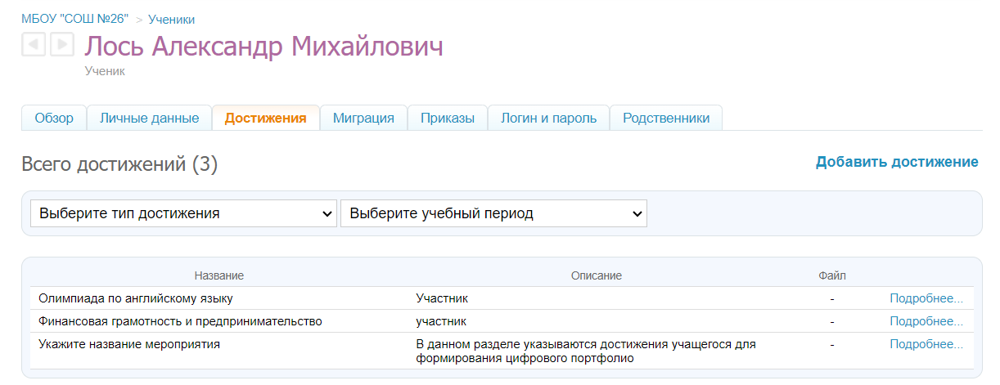 МБОУ "СОШ №26" > Ученики
Лось Александр Михайлович
Ученик
Обзор Личные данные Достижения Миграция Приказы Логин и пароль Родственники
Всего достижений (3) Добавить достижение
Выберите тип достижения Выберите учебный период
Название Описание Файл
Олимпиада по английскому языку Участник - Подробнее...
Финансовая грамотность и предпринимательство участник - Подробнее...
Укажите название мероприятия В данном разделе указываются достижения учащегося для - Подробнее...
формирования цифрового портфолио